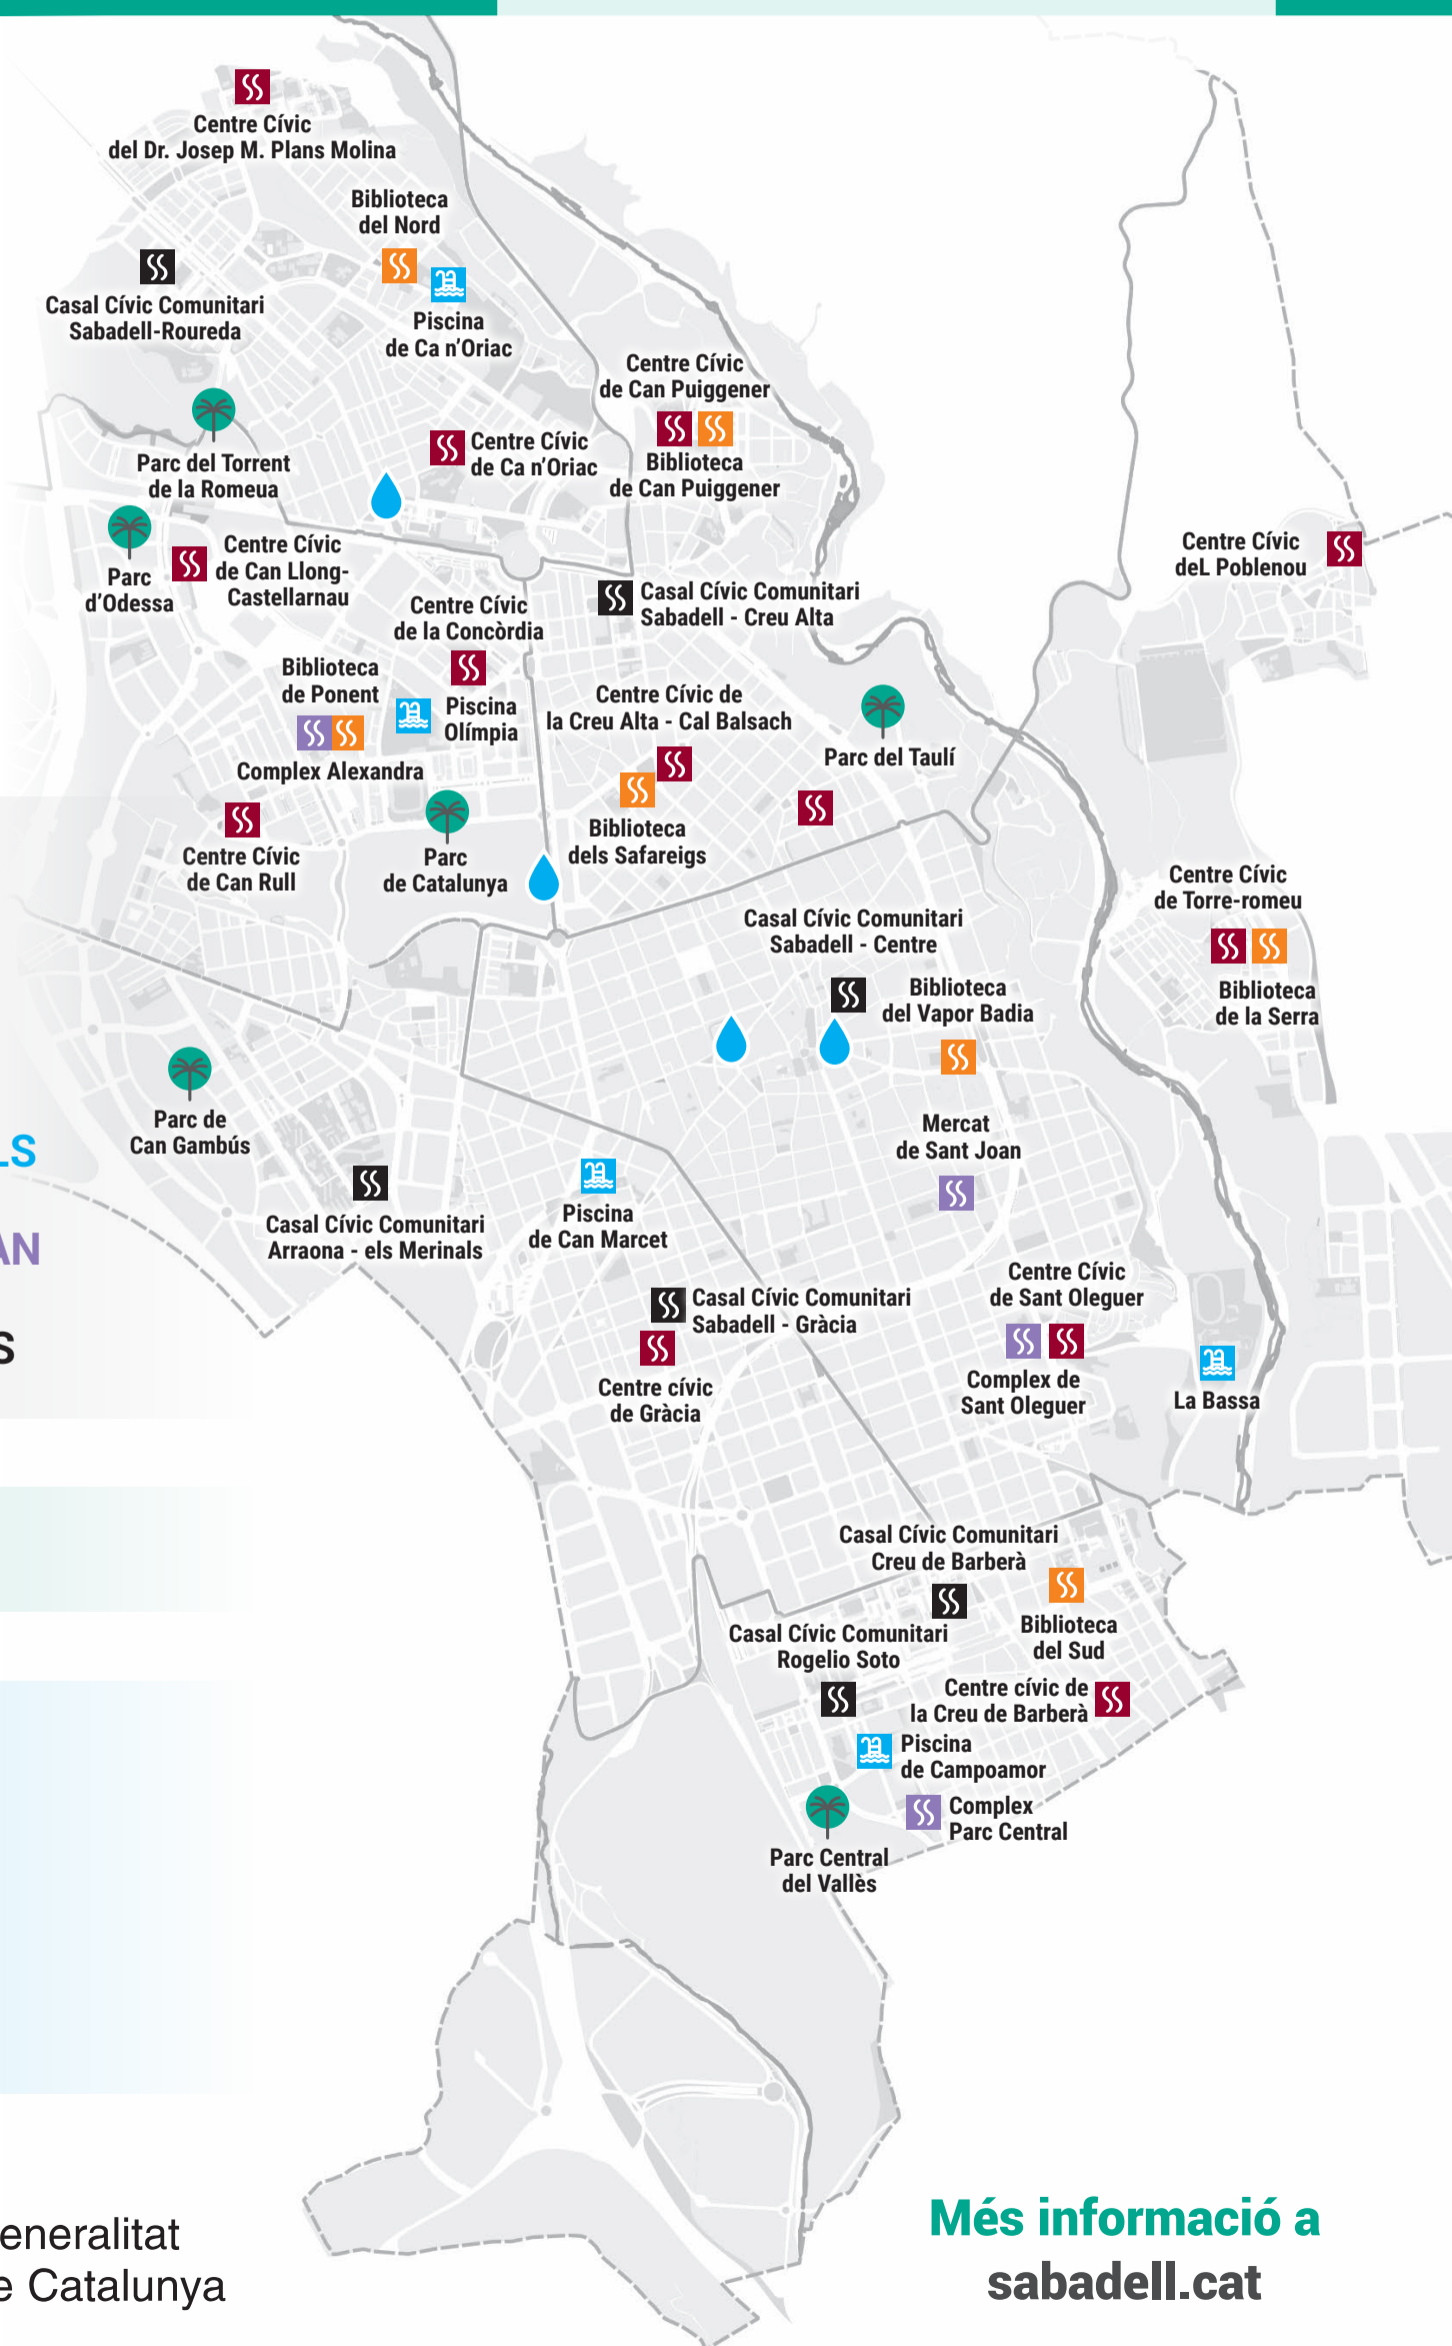 Centre Cívic
del Dr. Josep M. Plans Molina
Biblioteca
del Nord
Casal Cívic Comunitari
Sabadell-Roureda
Piscina
de Ca n'Oriac
Centre Cívic
de Can Puiggener
Biblioteca
de Can Puiggener
Centre Cívic
de Ca n'Oriac
Parc del Torrent
de la Romeua
Parc
d'Odessa
Centre Cívic
de Can Llong-
Castellarnau
Centre Cívic
deL Poblenou
Casal Cívic Comunitari
Sabadell - Creu Alta
Centre Cívic
de la Concòrdia
Biblioteca
de Ponent
Complex Alexandra
Piscina
Olímpia
Centre Cívic de
la Creu Alta - Cal Balsach
Parc del Taulí
Biblioteca
dels Safareigs
Centre Cívic
de Can Rull
Parc
de Catalunya
Centre Cívic
de Torre-romeu
Biblioteca
de la Serra
Casal Cívic Comunitari
Sabadell - Centre
Biblioteca
del Vapor Badia
Parc de
Can Gambús
Mercat
de Sant Joan
LS
AN
S
Casal Cívic Comunitari
Arraona - els Merinals
Piscina
de Can Marcet
Casal Cívic Comunitari
Sabadell - Gràcia
Centre cívic
de Gràcia
Centre Cívic
de Sant Oleguer
Complex de
Sant Oleguer
La Bassa
Casal Cívic Comunitari
Creu de Barberà
Biblioteca
del Sud
Casal Cívic Comunitari
Rogelio Soto
Centre cívic de
la Creu de Barberà
Piscina
de Campoamor
Complex
Parc Central
Parc Central
del Vallès
eneralitat
e Catalunya
Més informació a
sabadell.cat